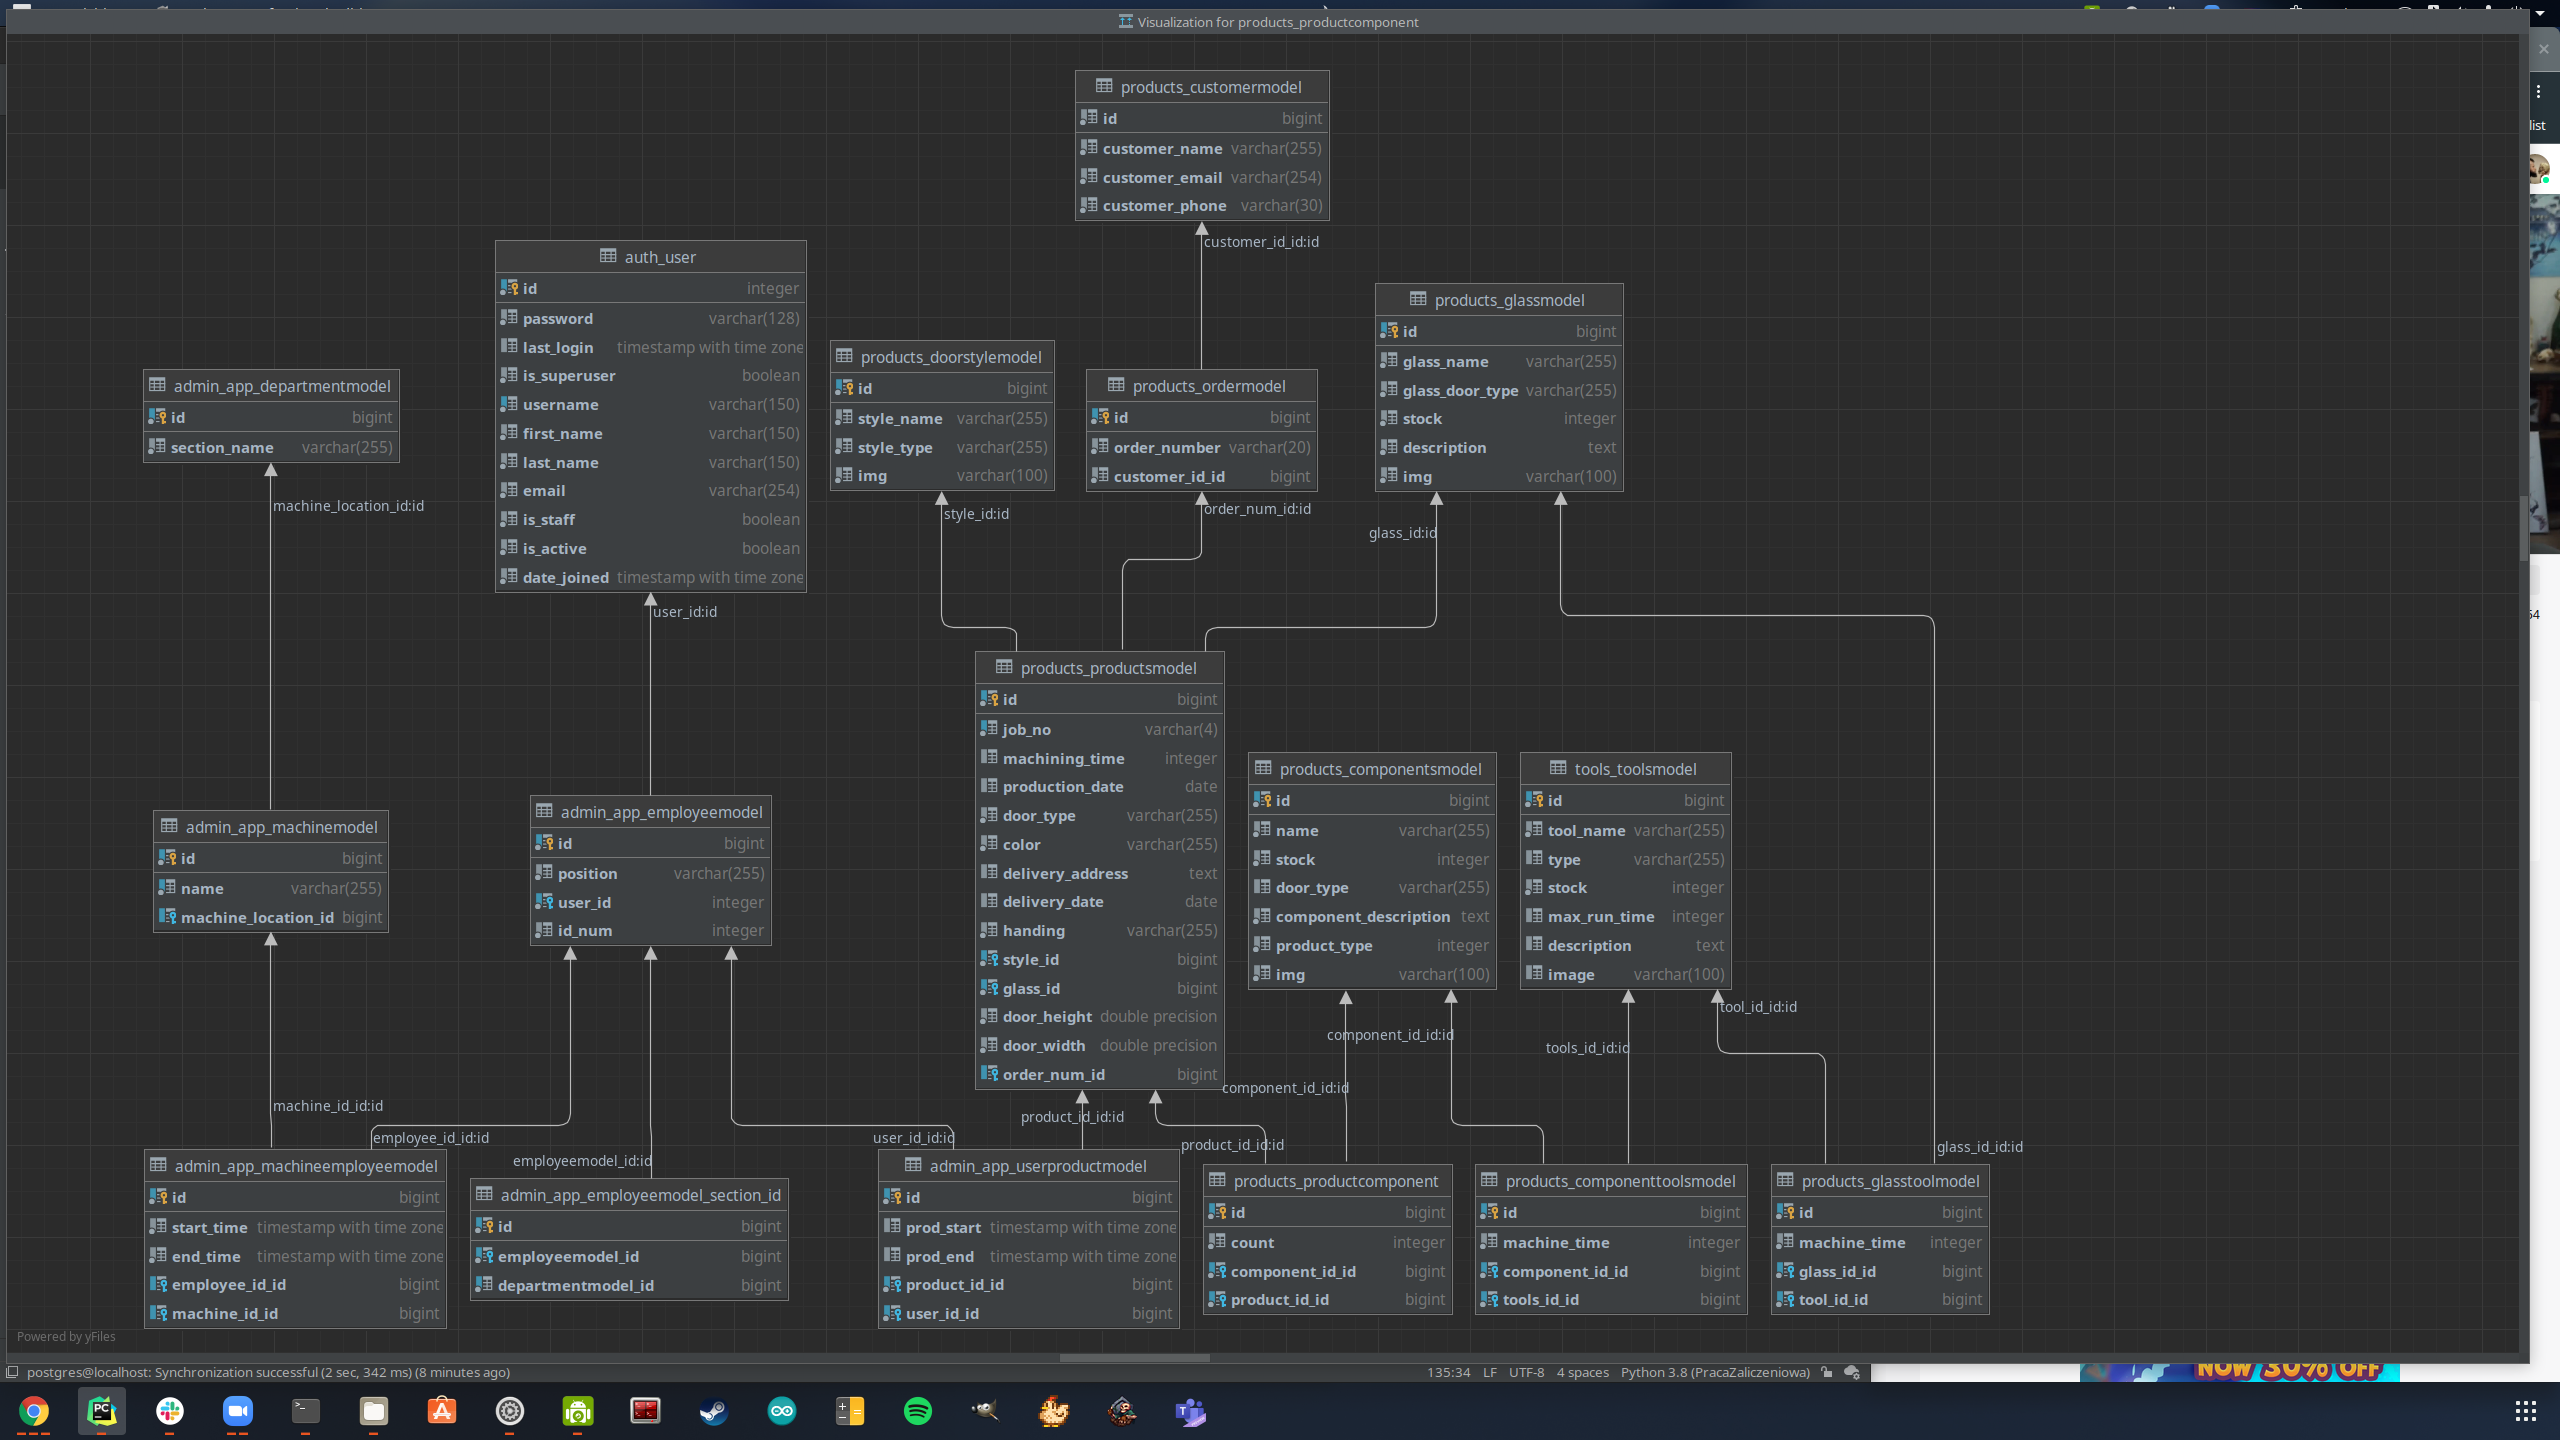 Visualization for products_productcomponent
list
products_customermodel
id bigint
customer_name varchar(255)
customer_email varchar(254)
customer_phone varchar(30)
customer_id_id:id
auth_user
id integer
password varchar(128)
last_login timestamp with time zone
is_superuser boolean
username varchar(150)
first_name varchar(150)
last_name varchar(150)
email varchar(254)
is_staff boolean
is_active boolean
date_joined timestamp with time zone
user_id:id
products_glassmodel
id bigint
glass_name varchar(255)
glass_door_type varchar(255)
stock integer
description text
img varchar(100)
glass_id:id
products_doorstylemodel
id bigint
style_name varchar(255)
style_type varchar(255)
img varchar(100)
style_id:id
products_ordermodel
id bigint
order_number varchar(20)
customer_id_id bigint
order_num_id:id
admin_app_departmentmodel
id bigint
section_name varchar(255)
machine_location_id:id
54
products_productsmodel
id bigint
job_no varchar(4)
machining_time integer
production_date date
door_type varchar(255)
color varchar(255)
delivery_address text
delivery_date date
handing varchar(255)
style_id bigint
glass_id bigint
door_height double precision
door_width double precision
order_num_id bigint
products_componentsmodel
id bigint
name varchar(255)
stock integer
door_type varchar(255)
component_description text
product_type integer
img varchar(100)
tools_toolsmodel
id bigint
tool_name varchar(255)
type varchar(255)
stock integer
max_run_time integer
description text
image varchar(100)
admin_app_machinemodel
id bigint
name varchar(255)
machine_location_id bigint
admin_app_employeemodel
id bigint
position varchar(255)
user_id integer
id_num integer
tool_id_id:id
component_id_id:id
tools_id_id:id
component_id_id:id
machine_id_id:id
product_id_id:id
employee_id_id:id
user_id_id:id
product_id_id:id
glass_id_id:id
employeemodel_id:id
admin_app_machineemployeemodel
id bigint
start_time timestamp with time zone
end_time timestamp with time zone
employee_id_id bigint
machine_id_id bigint
admin_app_employeemodel_section_id
id bigint
employeemodel_id bigint
departmentmodel_id bigint
admin_app_userproductmodel
id bigint
prod_start timestamp with time zone
prod_end timestamp with time zone
product_id_id bigint
user_id_id bigint
products_productcomponent
id bigint
count integer
component_id_id bigint
product_id_id bigint
products_componenttoolsmodel
id bigint
machine_time integer
component_id_id bigint
tools_id_id bigint
products_glasstoolmodel
id bigint
machine_time integer
glass_id_id bigint
tool_id_id bigint
Powered by yFiles
postgres@localhost: Synchronization successful (2 sec, 342 ms) (8 minutes ago)
135:34 LF UTF-8 4 spaces Python 3.8 (PracaZaliczeniowa)
NOW 30% OFF
PC